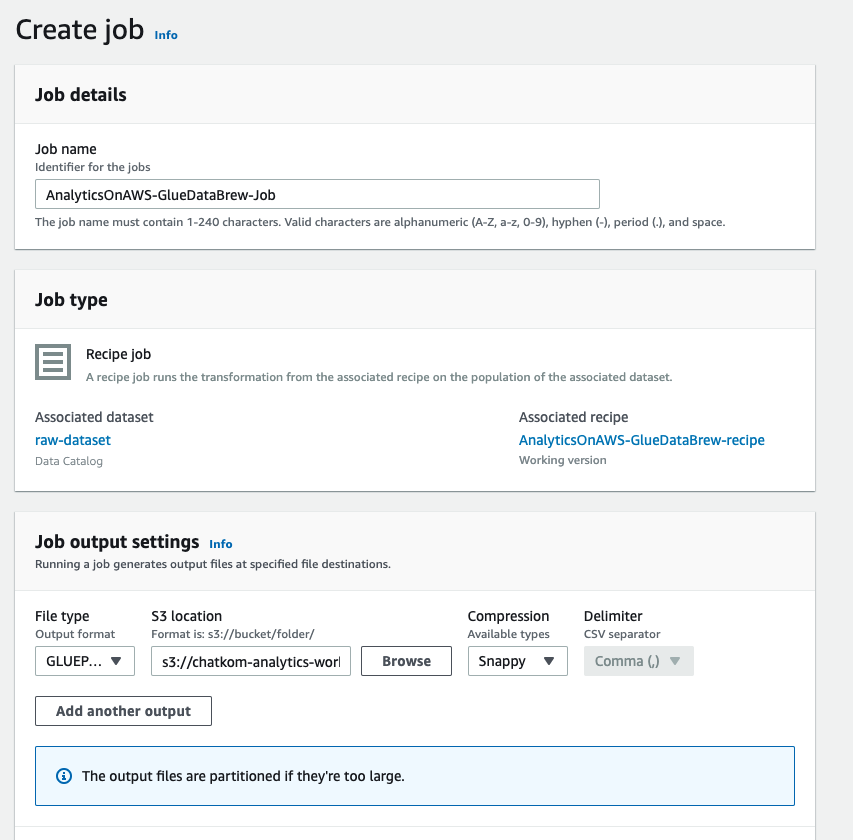 Create job Info
Job details
Job name
Identifier for the jobs
AnalyticsOnAWS-GlueDataBrew-Job
The job name must contain 1-240 characters. Valid characters are alphanumeric (A-Z, a-z, 0-9), hyphen (-), period (.), and space.
Job type
Recipe job
A recipe job runs the transformation from the associated recipe on the population of the associated dataset.
Associated dataset Associated recipe
raw-dataset AnalyticsOnAWS-GlueDataBrew-recipe
Data Catalog Working version
Job output settings Info
Running a job generates output files at specified file destinations.
File type S3 location Compression Delimiter
Output format Format is: s3://bucket/folder/ Available types CSV separator
GLUEP... s3://chatkom-analytics-worl Browse Snappy Comma (,)
Add another output
The output files are partitioned if they're too large.